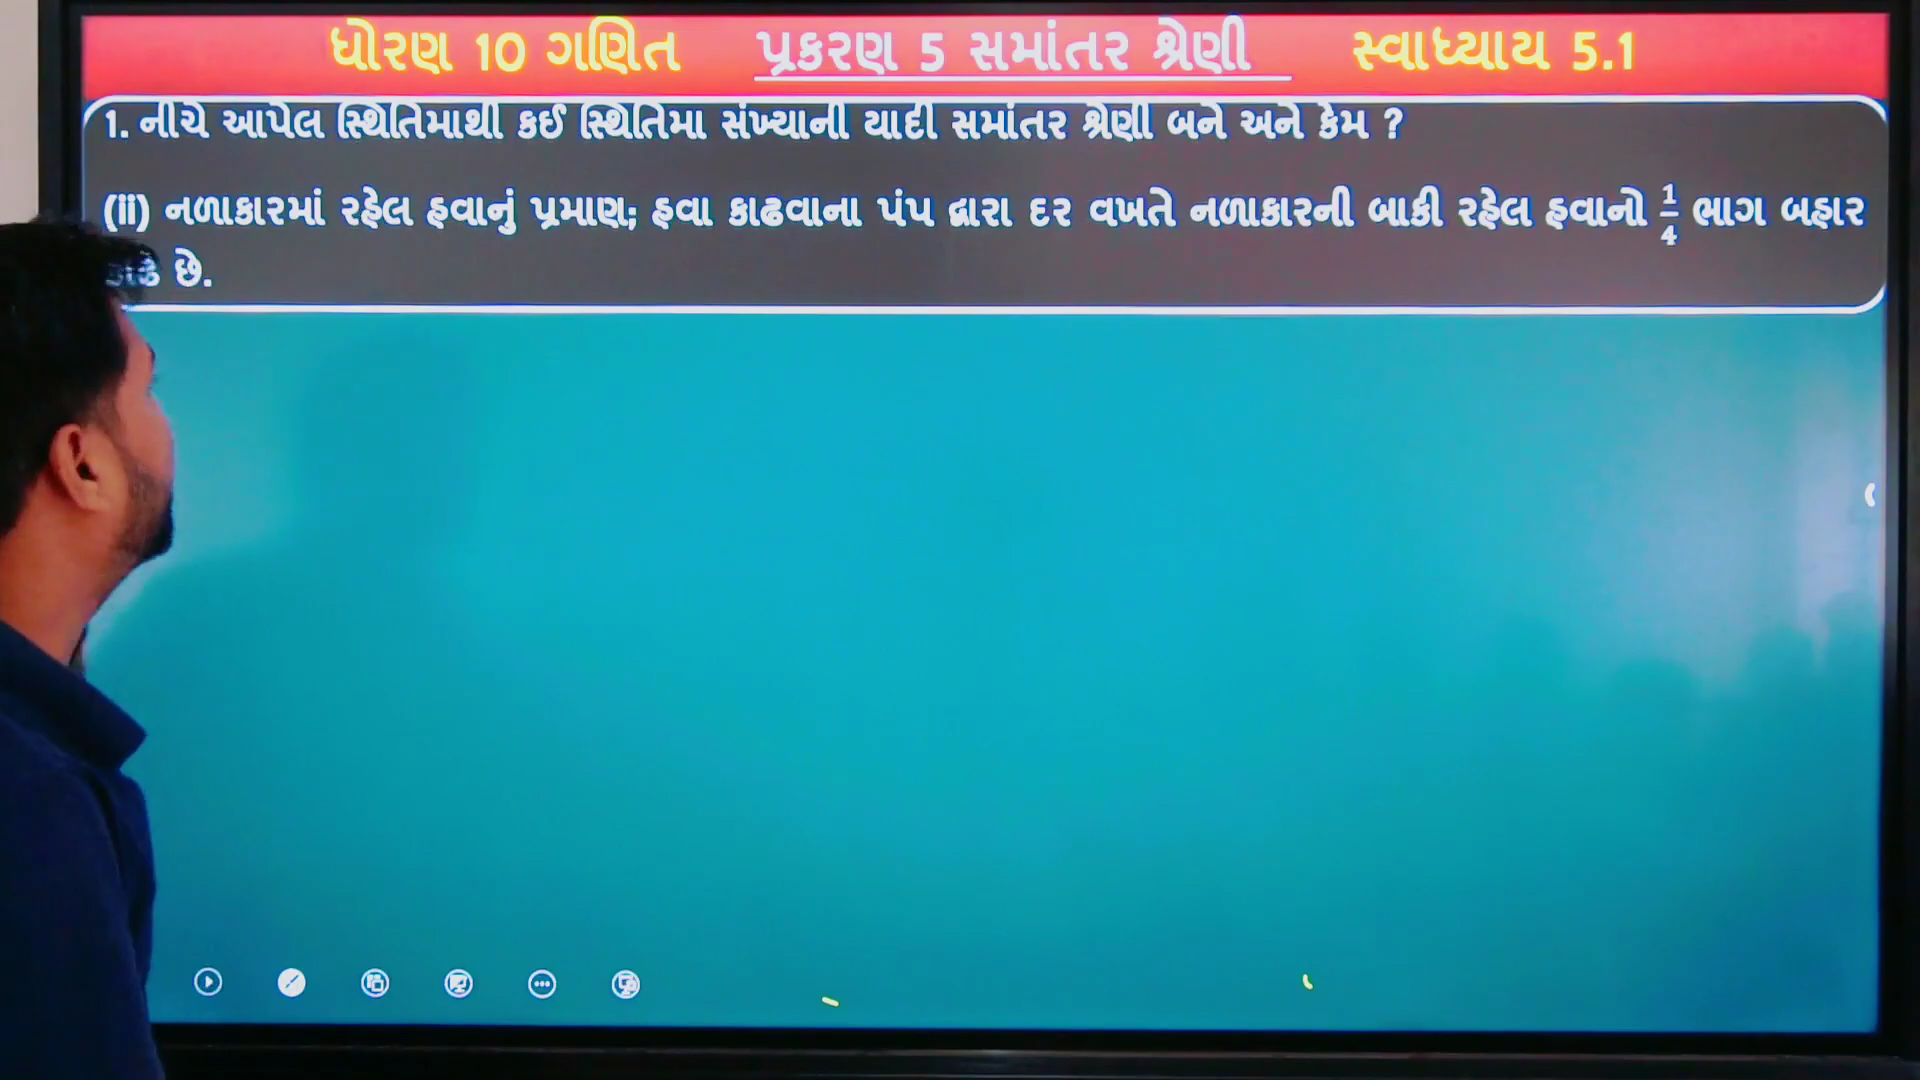 ધોરણ 10 ગણિત પ્રકરણ 5 સમાંતર શ્રેણી સ્વાધ્યાય 5.1
1. નીચે આપેલ સ્થિતિમાથી કઈ સ્થિતિમા સંખ્યાની યાદી સમાંતર શ્રેણી બને અને કેમ ?
(ii) નળાકારમાં રહેલ હવાનું પ્રમાણ; હવા કાઢવાના પંપ દ્વારા દર વખતે નળાકારની બાકી રહેલ હવાનો 1/4 ભાગ બહાર
છે.